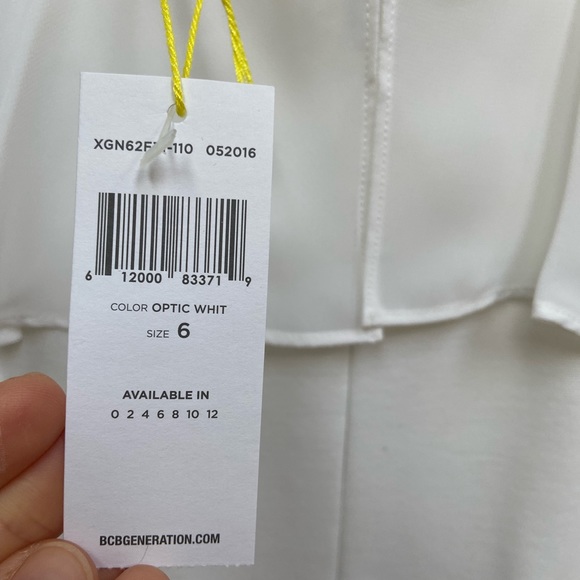 052016
6 12000 83371 9
COLOR OPTIC WHIT
SIZE 6
AVAILABLE IN
0 2 4 6 8 10 12
BCBGENERATION.COM